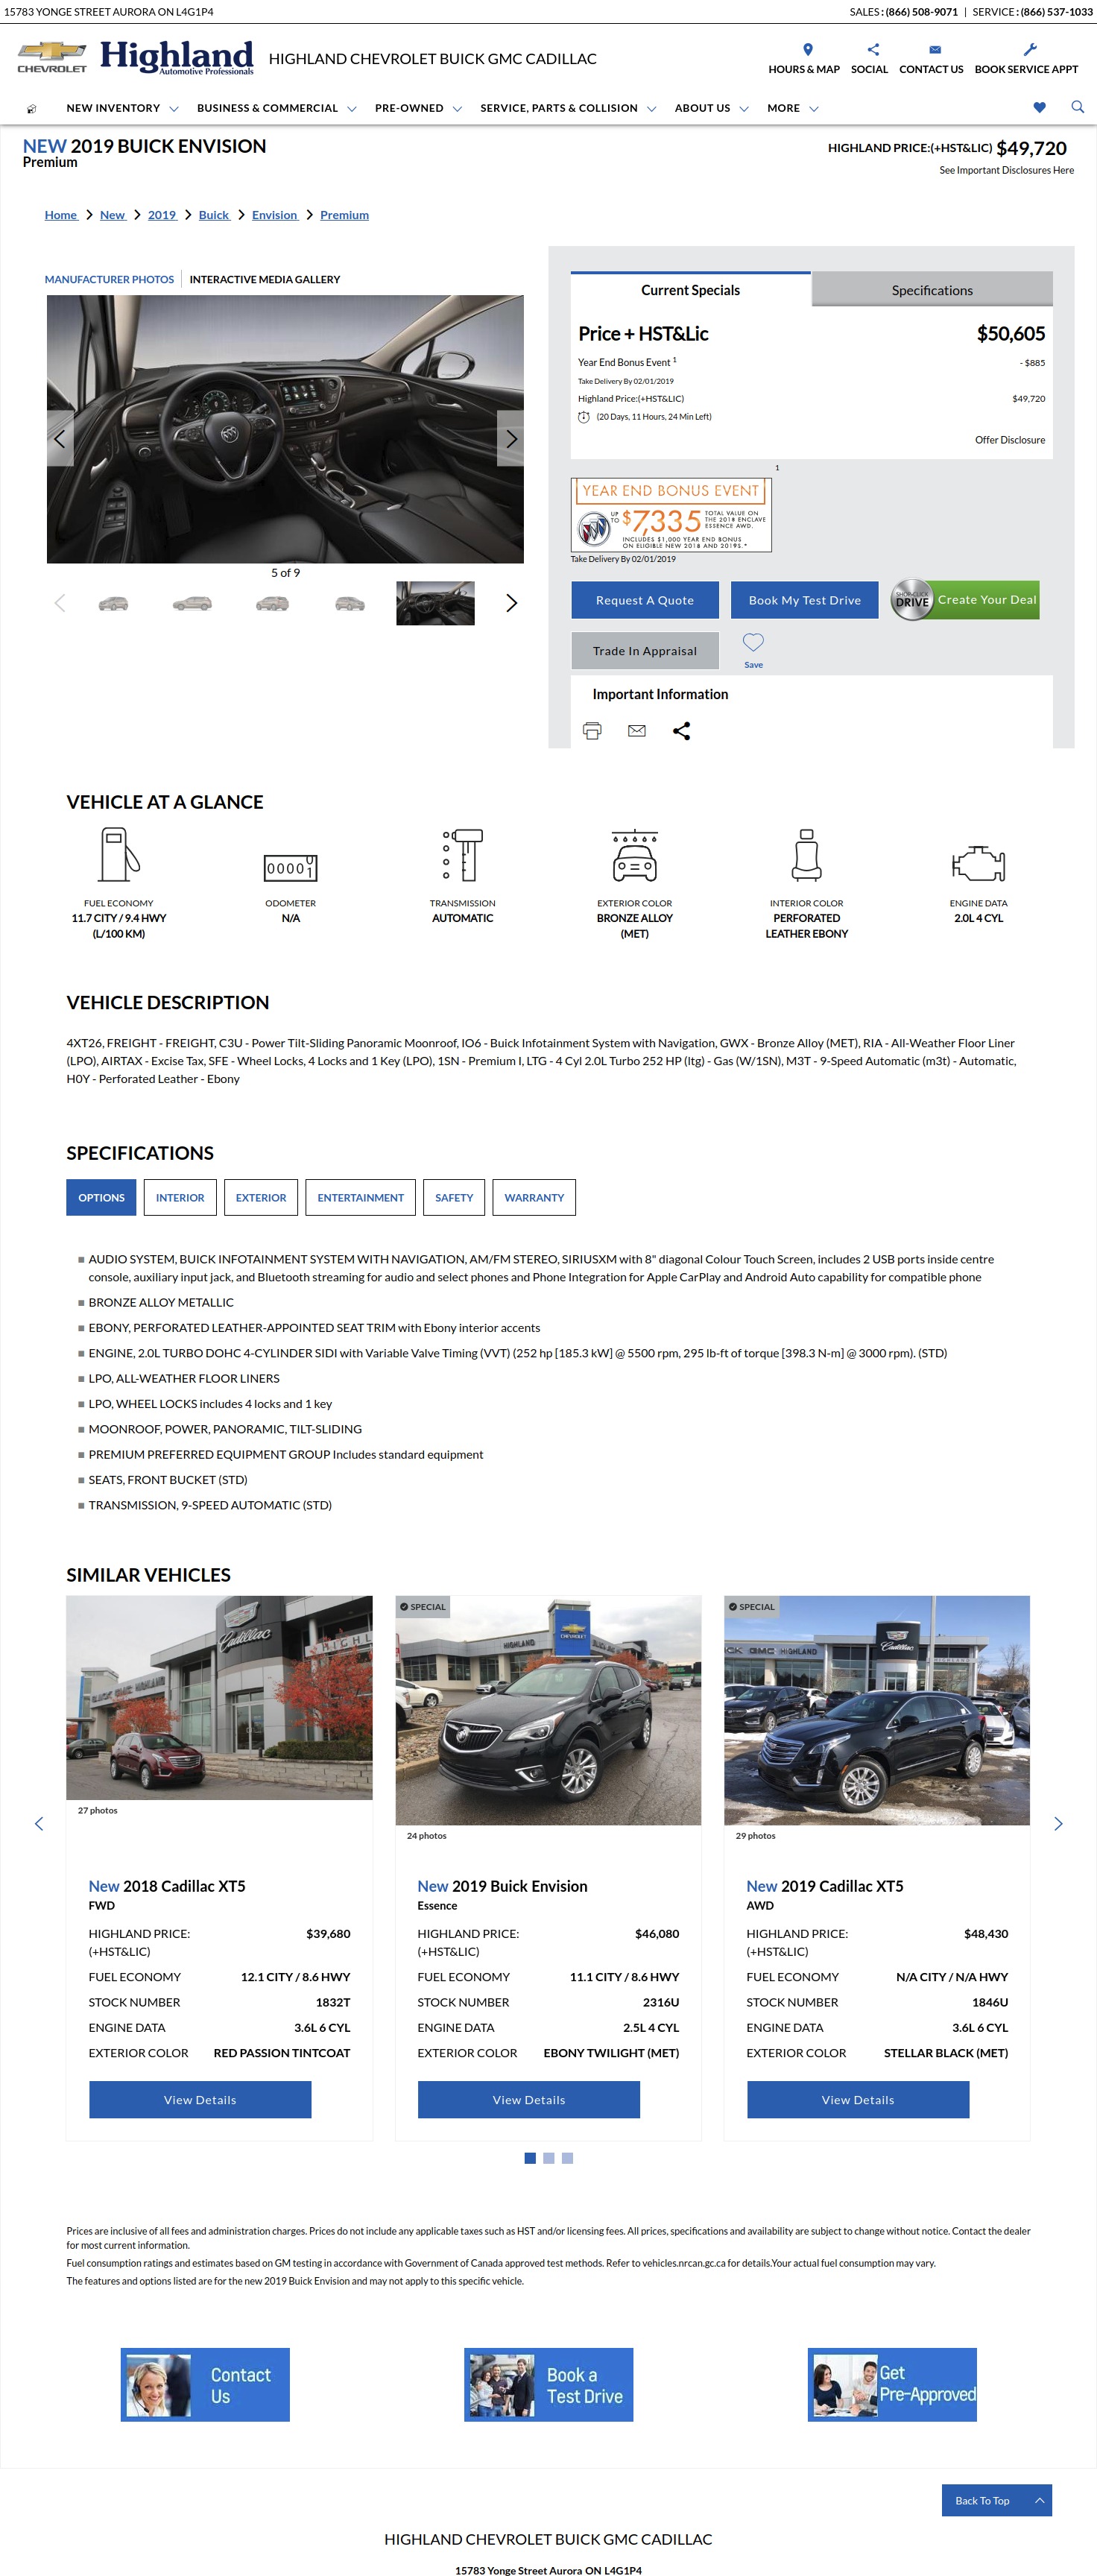 15783 YONGE STREET AURORA ON L4G1P4
SALES : (866) 508-9071 | SERVICE : (866) 537-1033
CHEVROLET
Highland
Automotive Professionals
HIGHLAND CHEVROLET BUICK GMC CADILLAC
HOURS & MAP SOCIAL CONTACT US BOOK SERVICE APPT
NEW INVENTORY BUSINESS & COMMERCIAL PRE-OWNED SERVICE, PARTS & COLLISION ABOUT US MORE
NEW 2019 BUICK ENVISION
Premium
HIGHLAND PRICE:(+HST&LIC) $49,720
See Important Disclosures Here
Home New 2019 Buick Envision Premium
MANUFACTURER PHOTOS INTERACTIVE MEDIA GALLERY
5 of 9
Current Specials Specifications
Price + HST&Lic $50,605
Year End Bonus Event 1 - $885
Take Delivery By 02/01/2019
Highland Price:(+HST&LIC) $49,720
(20 Days, 11 Hours, 24 Min Left)
Offer Disclosure
1
YEAR END BONUS EVENT
UP TO $7,335 TOTAL VALUE ON
THE 2018 ENCLAVE
ESSENCE AWD.
INCLUDES $1,000 YEAR END BONUS
ON ELIGIBLE NEW 2018 AND 2019S.*
Take Delivery By 02/01/2019
Request A Quote Book My Test Drive SHOP-CLICK DRIVE Create Your Deal
Trade In Appraisal Save
Important Information
VEHICLE AT A GLANCE
00001
FUEL ECONOMY
11.7 CITY / 9.4 HWY
(L/100 KM)
ODOMETER
N/A
TRANSMISSION
AUTOMATIC
EXTERIOR COLOR
BRONZE ALLOY
(MET)
INTERIOR COLOR
PERFORATED
LEATHER EBONY
ENGINE DATA
2.0L 4 CYL
VEHICLE DESCRIPTION
4XT26, FREIGHT - FREIGHT, C3U - Power Tilt-Sliding Panoramic Moonroof, IO6 - Buick Infotainment System with Navigation, GWX - Bronze Alloy (MET), RIA - All-Weather Floor Liner
(LPO), AIRTAX - Excise Tax, SFE - Wheel Locks, 4 Locks and 1 Key (LPO), 1SN - Premium I, LTG - 4 Cyl 2.0L Turbo 252 HP (ltg) - Gas (W/1SN), M3T - 9-Speed Automatic (m3t) - Automatic,
H0Y - Perforated Leather - Ebony
SPECIFICATIONS
OPTIONS INTERIOR EXTERIOR ENTERTAINMENT SAFETY WARRANTY
AUDIO SYSTEM, BUICK INFOTAINMENT SYSTEM WITH NAVIGATION, AM/FM STEREO, SIRIUSXM with 8" diagonal Colour Touch Screen, includes 2 USB ports inside centre
console, auxiliary input jack, and Bluetooth streaming for audio and select phones and Phone Integration for Apple CarPlay and Android Auto capability for compatible phone
BRONZE ALLOY METALLIC
EBONY, PERFORATED LEATHER-APPOINTED SEAT TRIM with Ebony interior accents
ENGINE, 2.0L TURBO DOHC 4-CYLINDER SIDI with Variable Valve Timing (VVT) (252 hp [185.3 kW] @ 5500 rpm, 295 lb-ft of torque [398.3 N-m] @ 3000 rpm). (STD)
LPO, ALL-WEATHER FLOOR LINERS
LPO, WHEEL LOCKS includes 4 locks and 1 key
MOONROOF, POWER, PANORAMIC, TILT-SLIDING
PREMIUM PREFERRED EQUIPMENT GROUP Includes standard equipment
SEATS, FRONT BUCKET (STD)
TRANSMISSION, 9-SPEED AUTOMATIC (STD)
SIMILAR VEHICLES
Cadillac
27 photos
New 2018 Cadillac XT5
FWD
HIGHLAND PRICE: $39,680
(+HST&LIC)
FUEL ECONOMY 12.1 CITY / 8.6 HWY
STOCK NUMBER 1832T
ENGINE DATA 3.6L 6 CYL
EXTERIOR COLOR RED PASSION TINTCOAT
View Details
SPECIAL
HIGHLAND
CHEVROLET
24 photos
New 2019 Buick Envision
Essence
HIGHLAND PRICE: $46,080
(+HST&LIC)
FUEL ECONOMY 11.1 CITY / 8.6 HWY
STOCK NUMBER 2316U
ENGINE DATA 2.5L 4 CYL
EXTERIOR COLOR EBONY TWILIGHT (MET)
View Details
SPECIAL
GMC HIGHLAND
Cadillac
29 photos
New 2019 Cadillac XT5
AWD
HIGHLAND PRICE: $48,430
(+HST&LIC)
FUEL ECONOMY N/A CITY / N/A HWY
STOCK NUMBER 1846U
ENGINE DATA 3.6L 6 CYL
EXTERIOR COLOR STELLAR BLACK (MET)
View Details
Prices are inclusive of all fees and administration charges. Prices do not include any applicable taxes such as HST and/or licensing fees. All prices, specifications and availability are subject to change without notice. Contact the dealer
for most current information.
Fuel consumption ratings and estimates based on GM testing in accordance with Government of Canada approved test methods. Refer to vehicles.nrcan.gc.ca for details.Your actual fuel consumption may vary.
The features and options listed are for the new 2019 Buick Envision and may not apply to this specific vehicle.
Contact
Us
Book a
Test Drive
Get
Pre-Approved
Back To Top
HIGHLAND CHEVROLET BUICK GMC CADILLAC
15783 Yonge Street Aurora ON L4G1P4